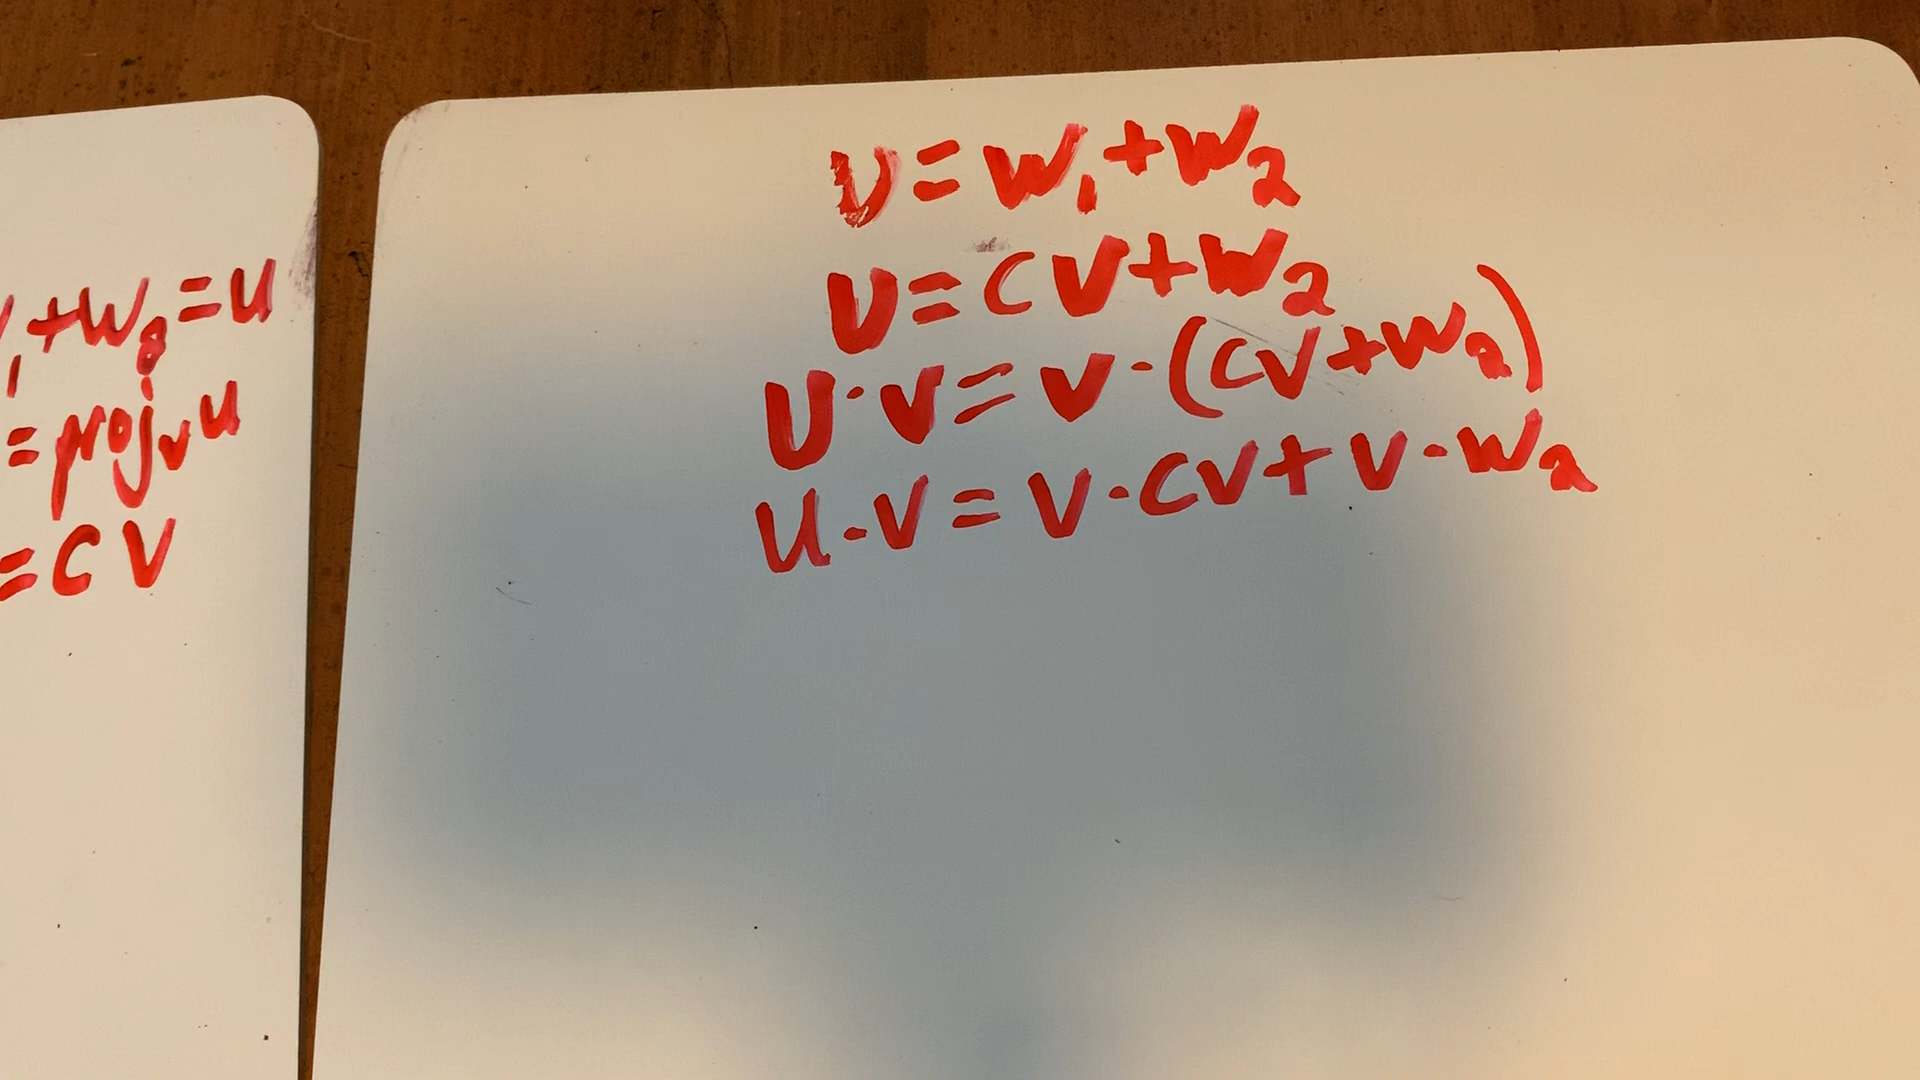 +w₂=u
=projᵥu
=cv
U=w₁+w₂
U=cv+w₂
U·v=v·(cv+w₂)
u·v=v·cv+v·w₂